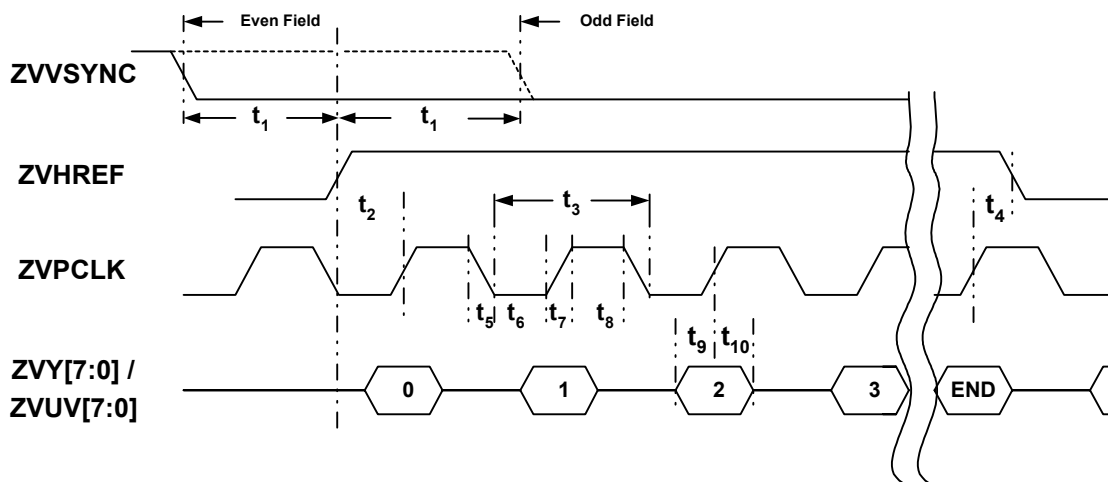 Even Field
Odd Field
ZVVSYNC
t1
t1
ZVHREF
t2
t3
t4
ZVPCLK
t5
t6
t7
t8
t9
t10
ZVY[7:0] /
ZVUV[7:0]
0
1
2
3
END